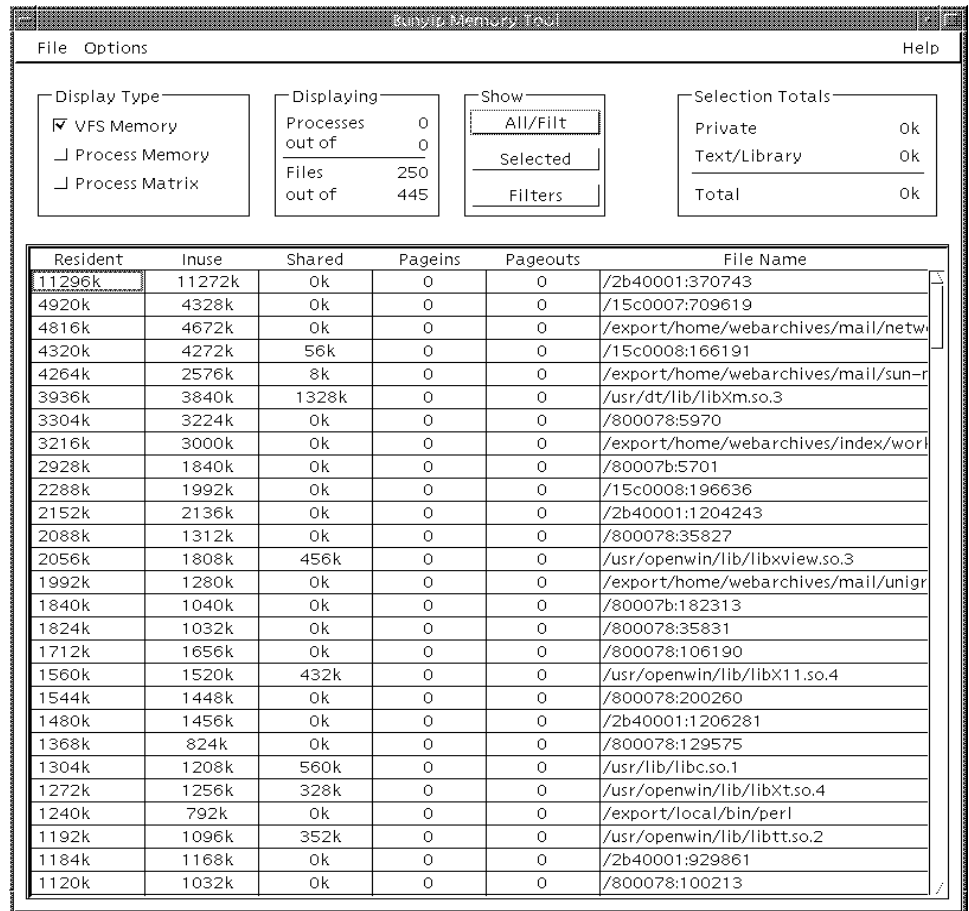 Bunyip Memory Tool
File Options Help
Display Type
VFS Memory
Process Memory
Process Matrix
Displaying
Processes 0
out of 0
Files 250
out of 445
Show
All/Filt
Selected
Filters
Selection Totals
Private 0k
Text/Library 0k
Total 0k
Resident Inuse Shared Pageins Pageouts File Name
11296k 11272k 0k 0 0 /2b40001:370743
4920k 4328k 0k 0 0 /15c0007:709619
4816k 4672k 0k 0 0 /export/home/webarchives/mail/netw
4320k 4272k 56k 0 0 /15c0008:166191
4264k 2576k 8k 0 0 /export/home/webarchives/mail/sun-r
3936k 3840k 1328k 0 0 /usr/dt/lib/libXm.so.3
3304k 3224k 0k 0 0 /800078:5970
3216k 3000k 0k 0 0 /export/home/webarchives/index/work
2928k 1840k 0k 0 0 /80007b:5701
2288k 1992k 0k 0 0 /15c0008:196636
2152k 2136k 0k 0 0 /2b40001:1204243
2088k 1312k 0k 0 0 /800078:35827
2056k 1808k 456k 0 0 /usr/openwin/lib/libxview.so.3
1992k 1280k 0k 0 0 /export/home/webarchives/mail/unigr
1840k 1040k 0k 0 0 /80007b:182313
1824k 1032k 0k 0 0 /800078:35831
1712k 1656k 0k 0 0 /800078:106190
1560k 1520k 432k 0 0 /usr/openwin/lib/libX11.so.4
1544k 1448k 0k 0 0 /800078:200260
1480k 1456k 0k 0 0 /2b40001:1206281
1368k 824k 0k 0 0 /800078:129575
1304k 1208k 560k 0 0 /usr/lib/libc.so.1
1272k 1256k 328k 0 0 /usr/openwin/lib/libXt.so.4
1240k 792k 0k 0 0 /export/local/bin/perl
1192k 1096k 352k 0 0 /usr/openwin/lib/libtt.so.2
1184k 1168k 0k 0 0 /2b40001:929861
1120k 1032k 0k 0 0 /800078:100213